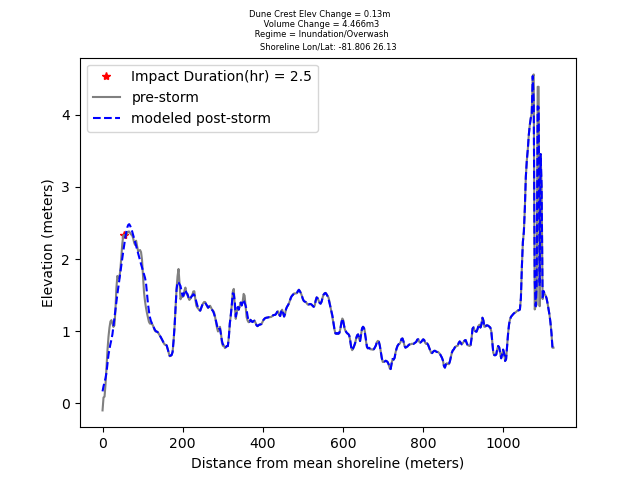 Dune Crest Elev Change = 0.13m
Volume Change = 4.466m3
Regime = Inundation/Overwash
Shoreline Lon/Lat: -81.806 26.13
Impact Duration(hr) = 2.5
pre-storm
modeled post-storm
Elevation (meters)
4
3
2
1
0
0 200 400 600 800 1000
Distance from mean shoreline (meters)